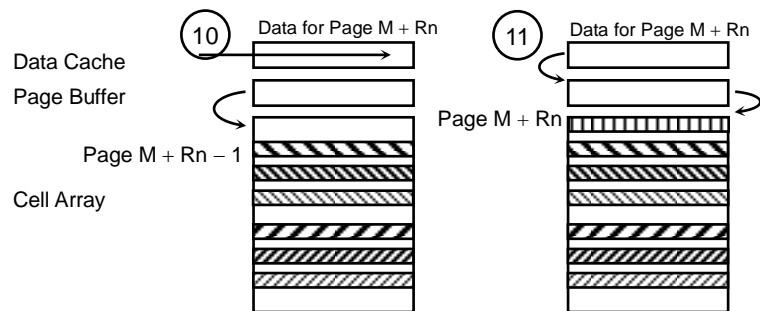 10
Data for Page M + Rn
11
Data for Page M + Rn
Data Cache
Page Buffer
Page M + Rn
Page M + Rn − 1
Cell Array